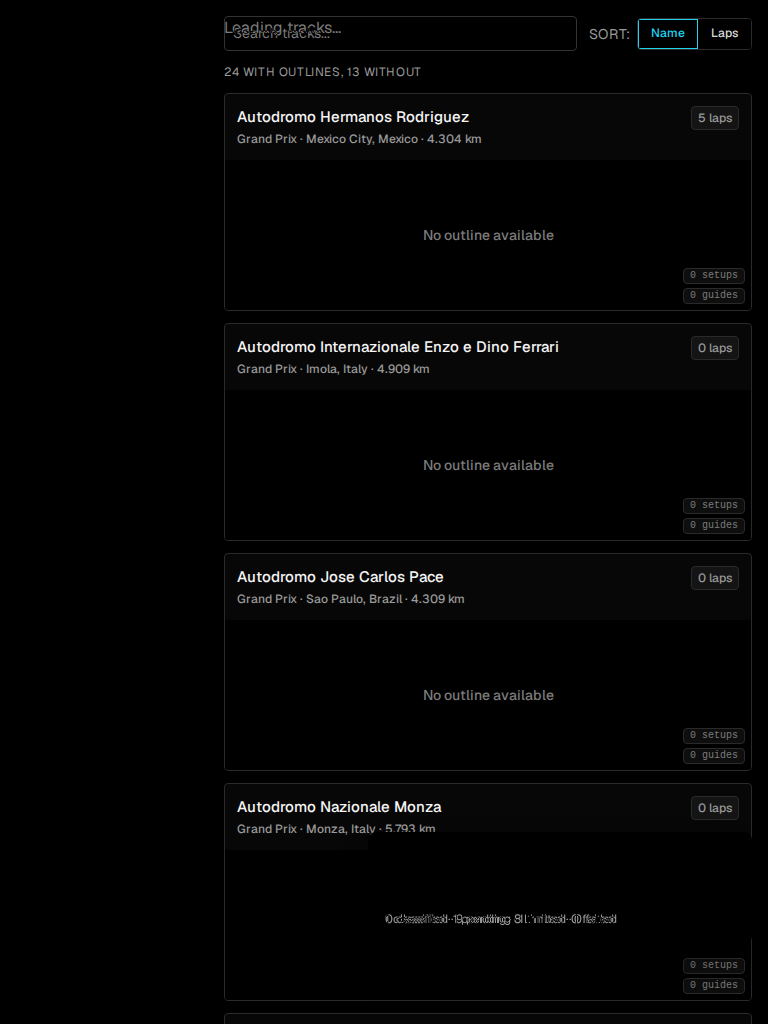 Loading tracks...
Search tracks...
SORT: Name Laps
24 WITH OUTLINES, 13 WITHOUT
Autodromo Hermanos Rodriguez
5 laps
Grand Prix · Mexico City, Mexico · 4.304 km
No outline available
0 setups
0 guides
Autodromo Internazionale Enzo e Dino Ferrari
0 laps
Grand Prix · Imola, Italy · 4.909 km
No outline available
0 setups
0 guides
Autodromo Jose Carlos Pace
0 laps
Grand Prix · Sao Paulo, Brazil · 4.309 km
No outline available
0 setups
0 guides
Autodromo Nazionale Monza
0 laps
Grand Prix · Monza, Italy · 5.793 km
0 setups
0 guides